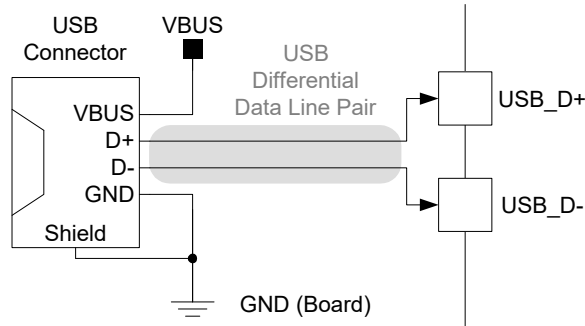 USB
Connector
VBUS
USB
Differential
Data Line Pair
VBUS
D+
D-
GND
Shield
USB_D+
USB_D-
GND (Board)